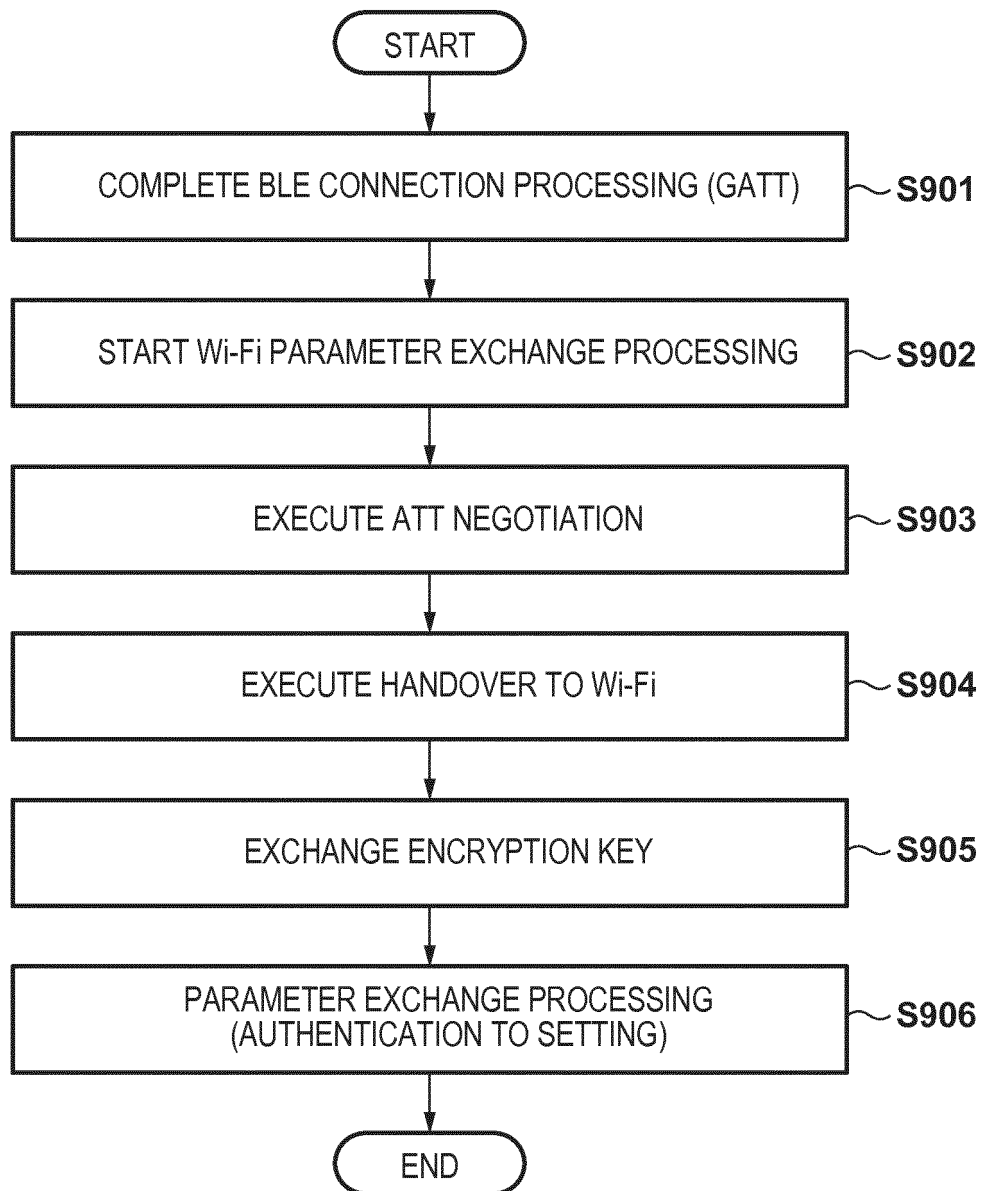 START
COMPLETE BLE CONNECTION PROCESSING (GATT)
S901
START Wi-Fi PARAMETER EXCHANGE PROCESSING
S902
EXECUTE ATT NEGOTIATION
S903
EXECUTE HANDOVER TO Wi-Fi
S904
EXCHANGE ENCRYPTION KEY
S905
PARAMETER EXCHANGE PROCESSING
(AUTHENTICATION TO SETTING)
S906
END